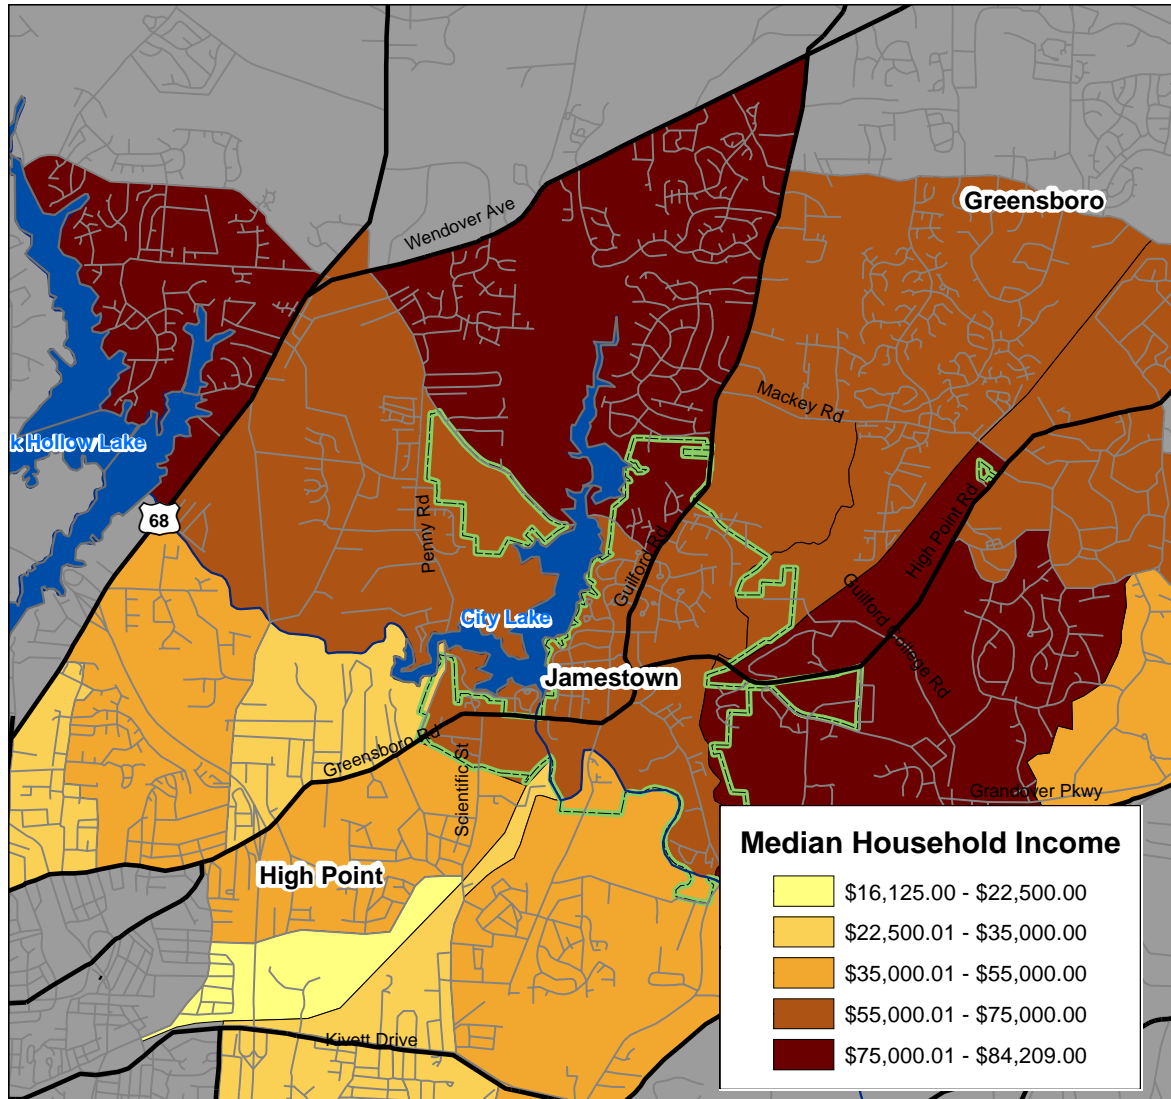 Greensboro
Wendover Ave
Mackey Rd
k Hollow Lake
High Point Rd
68
Penny Rd
Guilford Rd
Guilford College Rd
City Lake
Jamestown
Greensboro Rd
Scientific St
Grandover Pkwy
High Point
Kivett Drive
Median Household Income
$16,125.00 - $22,500.00
$22,500.01 - $35,000.00
$35,000.01 - $55,000.00
$55,000.01 - $75,000.00
$75,000.01 - $84,209.00